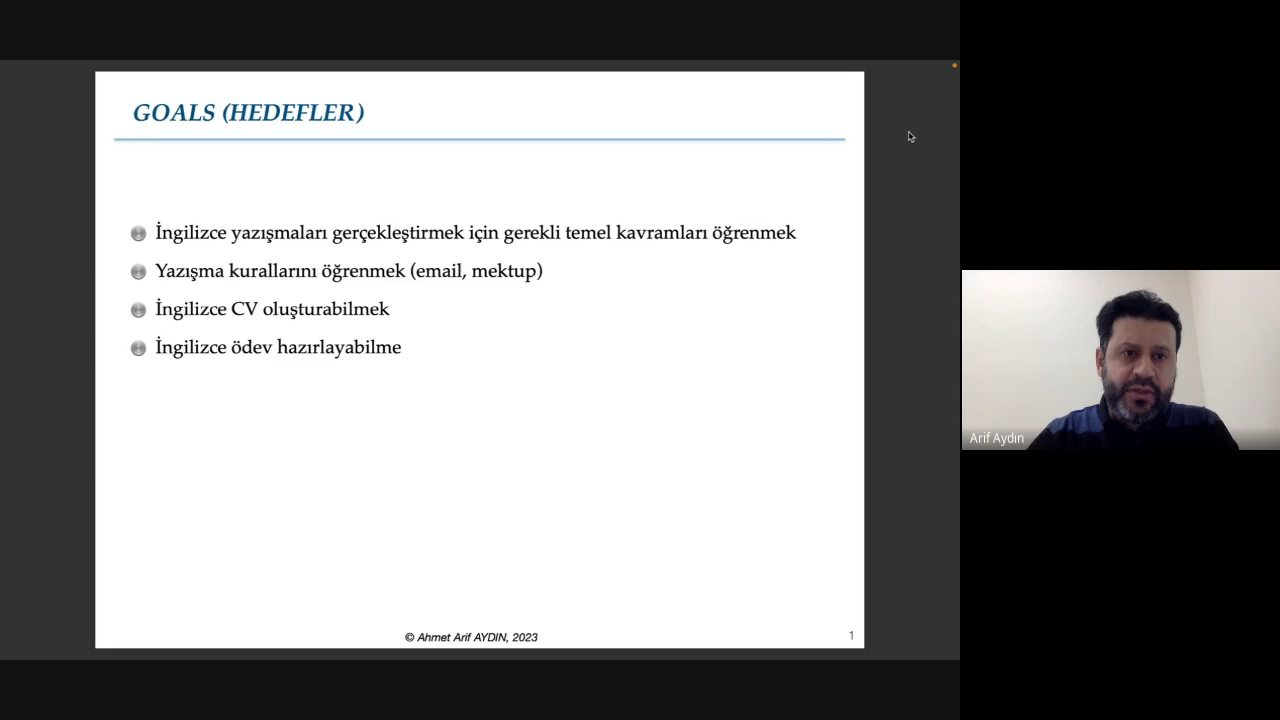 GOALS (HEDEFLER)
İngilizce yazışmaları gerçekleştirmek için gerekli temel kavramları öğrenmek
Yazışma kurallarını öğrenmek (email, mektup)
İngilizce CV oluşturabilmek
İngilizce ödev hazırlayabilme
© Ahmet Arif AYDIN, 2023
1
Arif Aydın